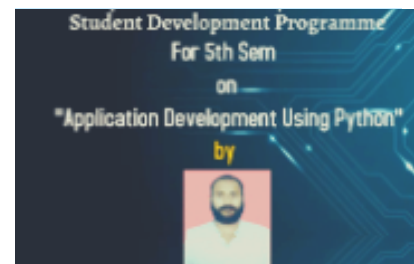 Student Development Programme
For 5th Sem
on
"Application Development Using Python"
by